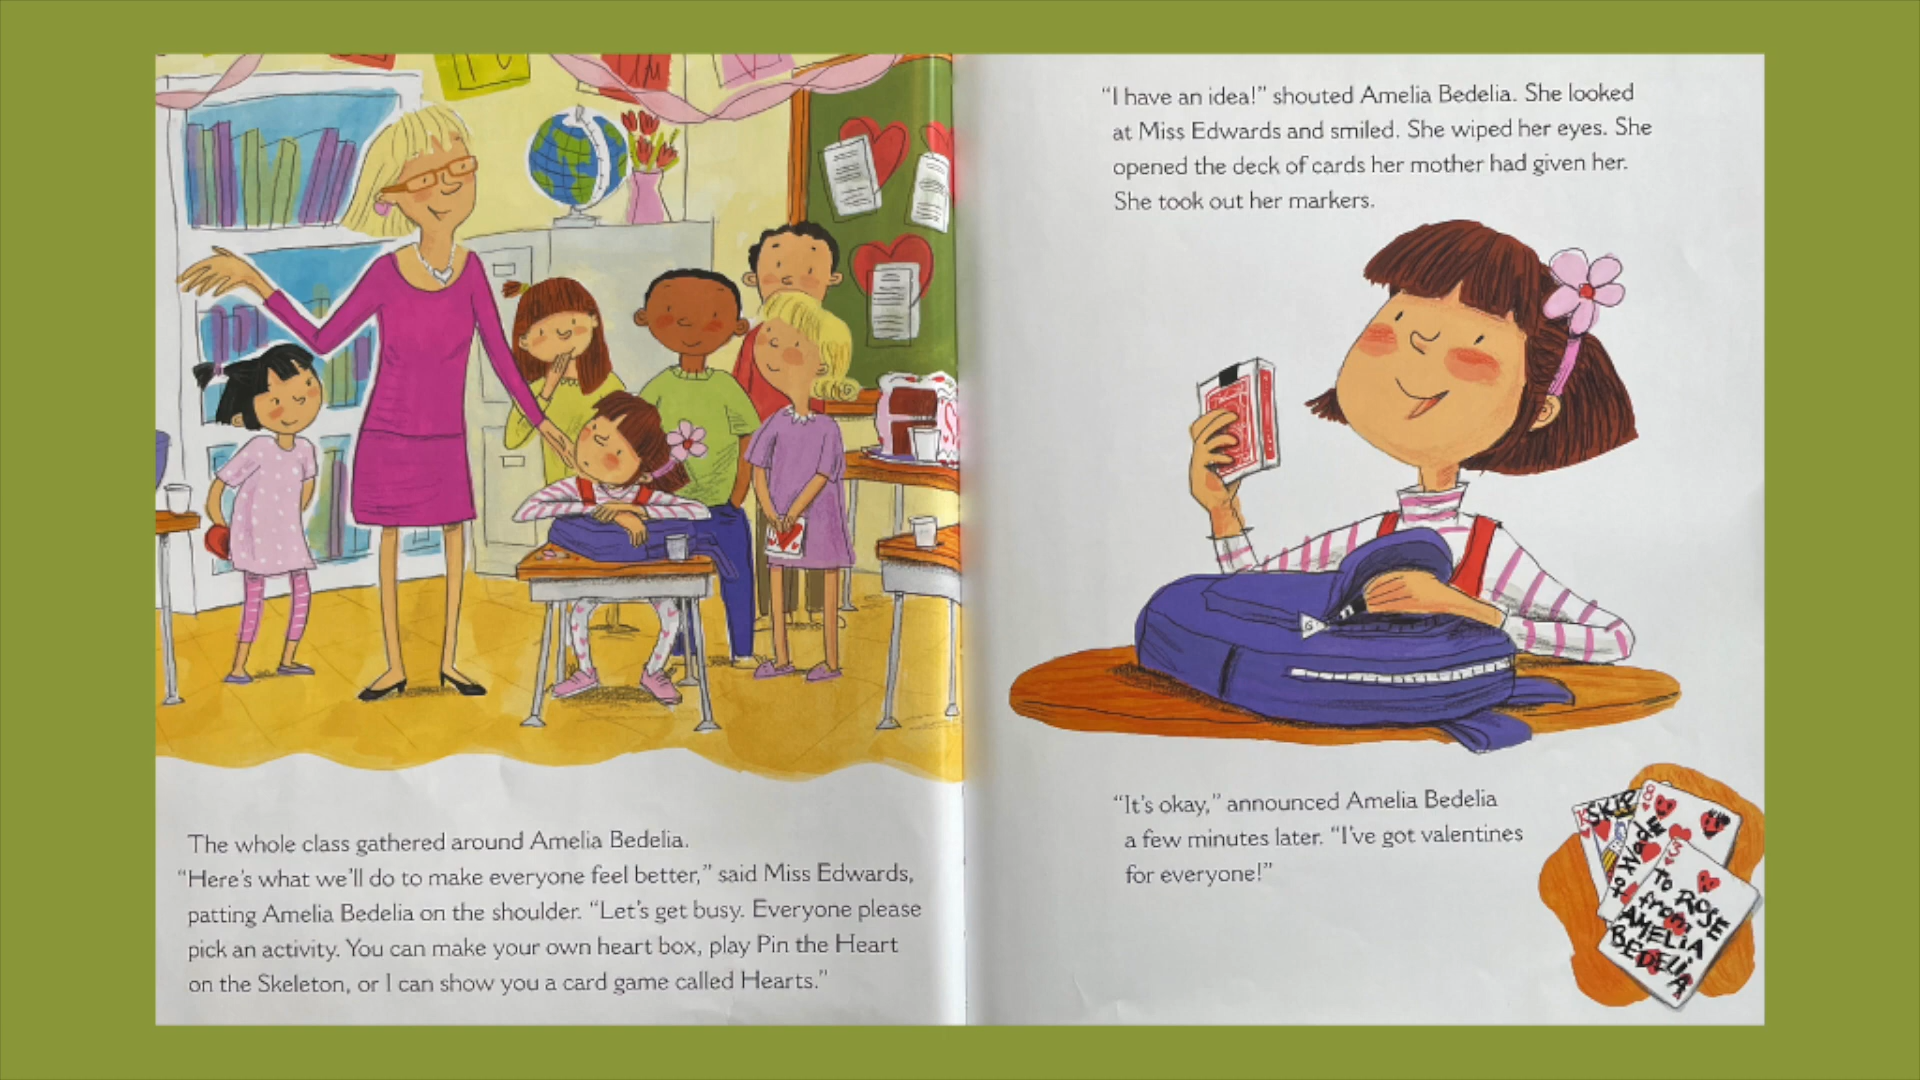 The whole class gathered around Amelia Bedelia.
“Here’s what we’ll do to make everyone feel better,” said Miss Edwards,
patting Amelia Bedelia on the shoulder. “Let’s get busy. Everyone please
pick an activity. You can make your own heart box, play Pin the Heart
on the Skeleton, or I can show you a card game called Hearts.”
“I have an idea!” shouted Amelia Bedelia. She looked
at Miss Edwards and smiled. She wiped her eyes. She
opened the deck of cards her mother had given her.
She took out her markers.
“It’s okay,” announced Amelia Bedelia
a few minutes later. “I’ve got valentines
for everyone!”
K
SKIP
8
3
TO ROSE
from
AMELIA
BEDELIA